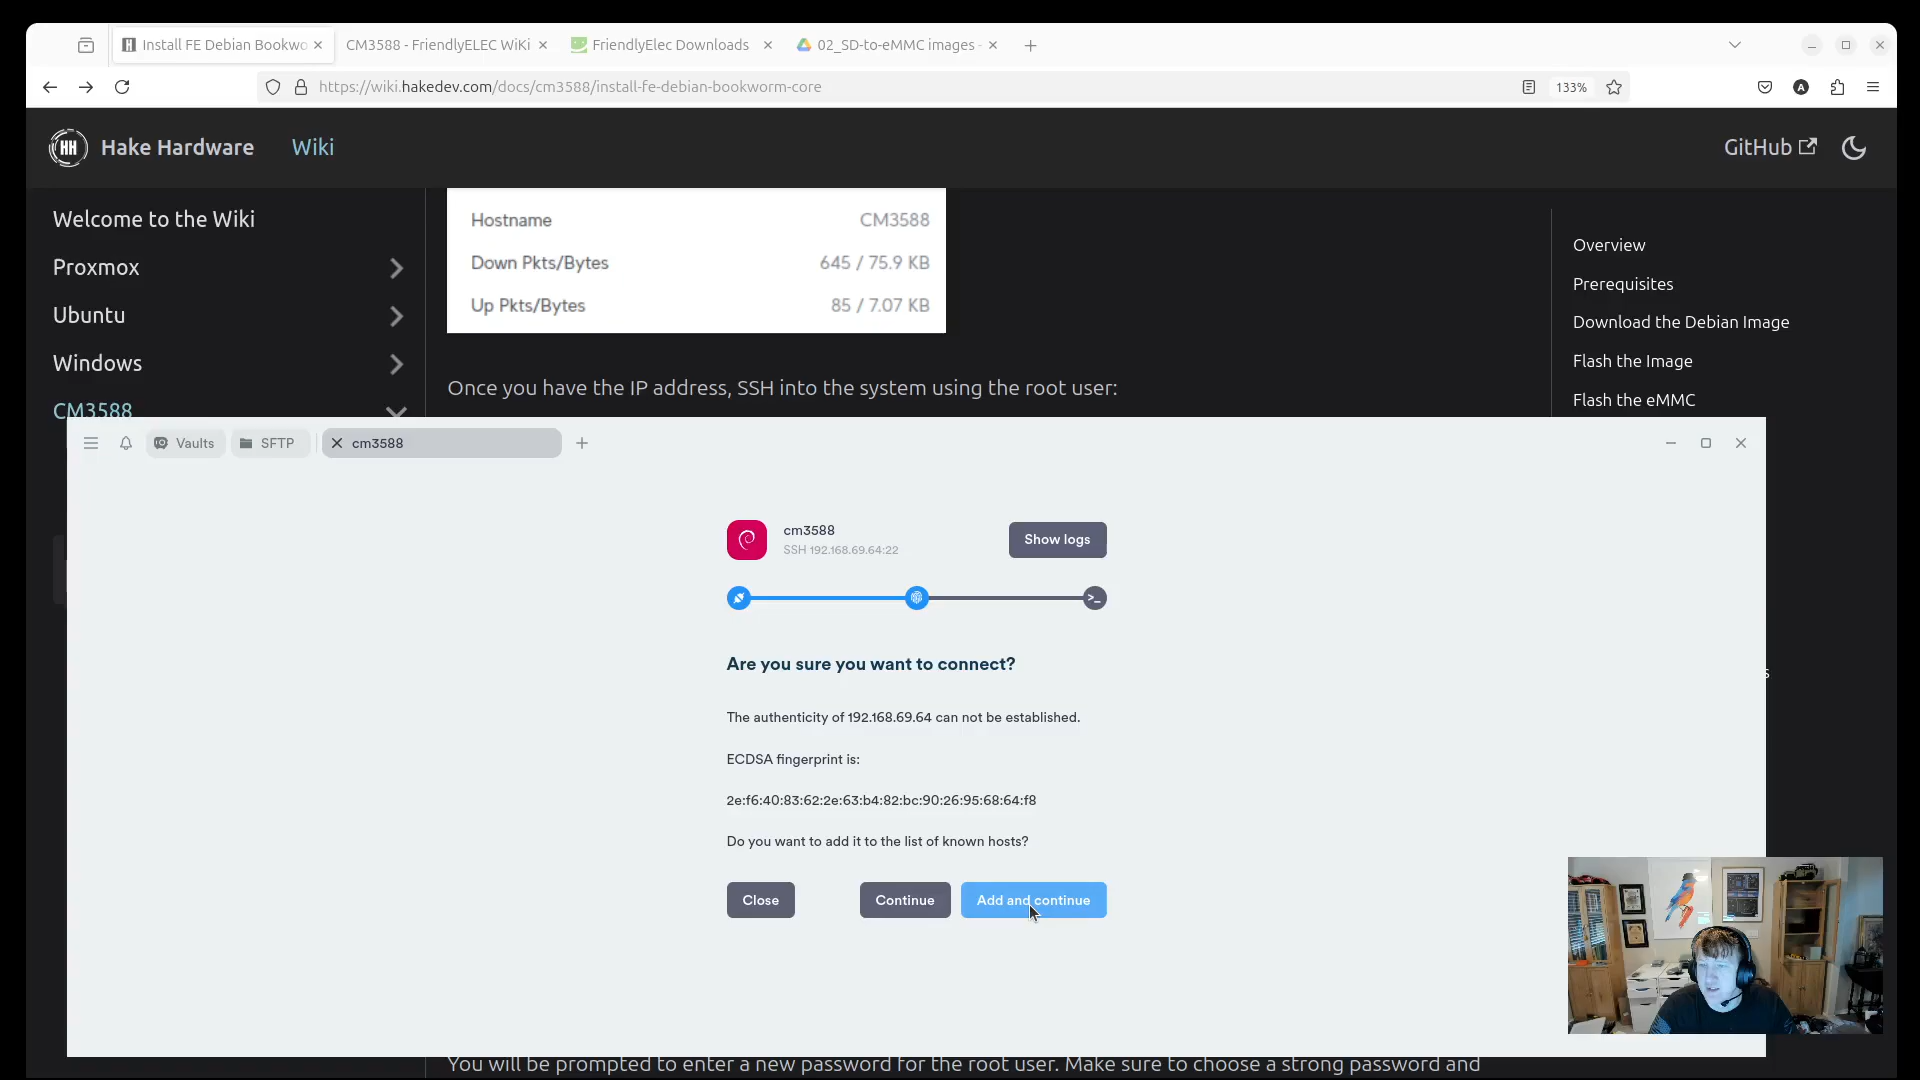 Install FE Debian Bookwo
CM3588 - FriendlyELEC WiKi
FriendlyElec Downloads
02_SD-to-eMMC images -
https://wiki.hakedev.com/docs/cm3588/install-fe-debian-bookworm-core
133%
A
HH
Hake Hardware
Wiki
GitHub
Welcome to the Wiki
Proxmox
Ubuntu
Windows
CM3588
Hostname CM3588
Down Pkts/Bytes 645 / 75.9 KB
Up Pkts/Bytes 85 / 7.07 KB
Once you have the IP address, SSH into the system using the root user:
Overview
Prerequisites
Download the Debian Image
Flash the Image
Flash the eMMC
Vaults
SFTP
cm3588
cm3588
SSH 192.168.69.64:22
Show logs
Are you sure you want to connect?
The authenticity of 192.168.69.64 can not be established.
ECDSA fingerprint is:
2e:f6:40:83:62:2e:63:b4:82:bc:90:26:95:68:64:f8
Do you want to add it to the list of known hosts?
Close
Continue
Add and continue
You will be prompted to enter a new password for the root user. Make sure to choose a strong password and